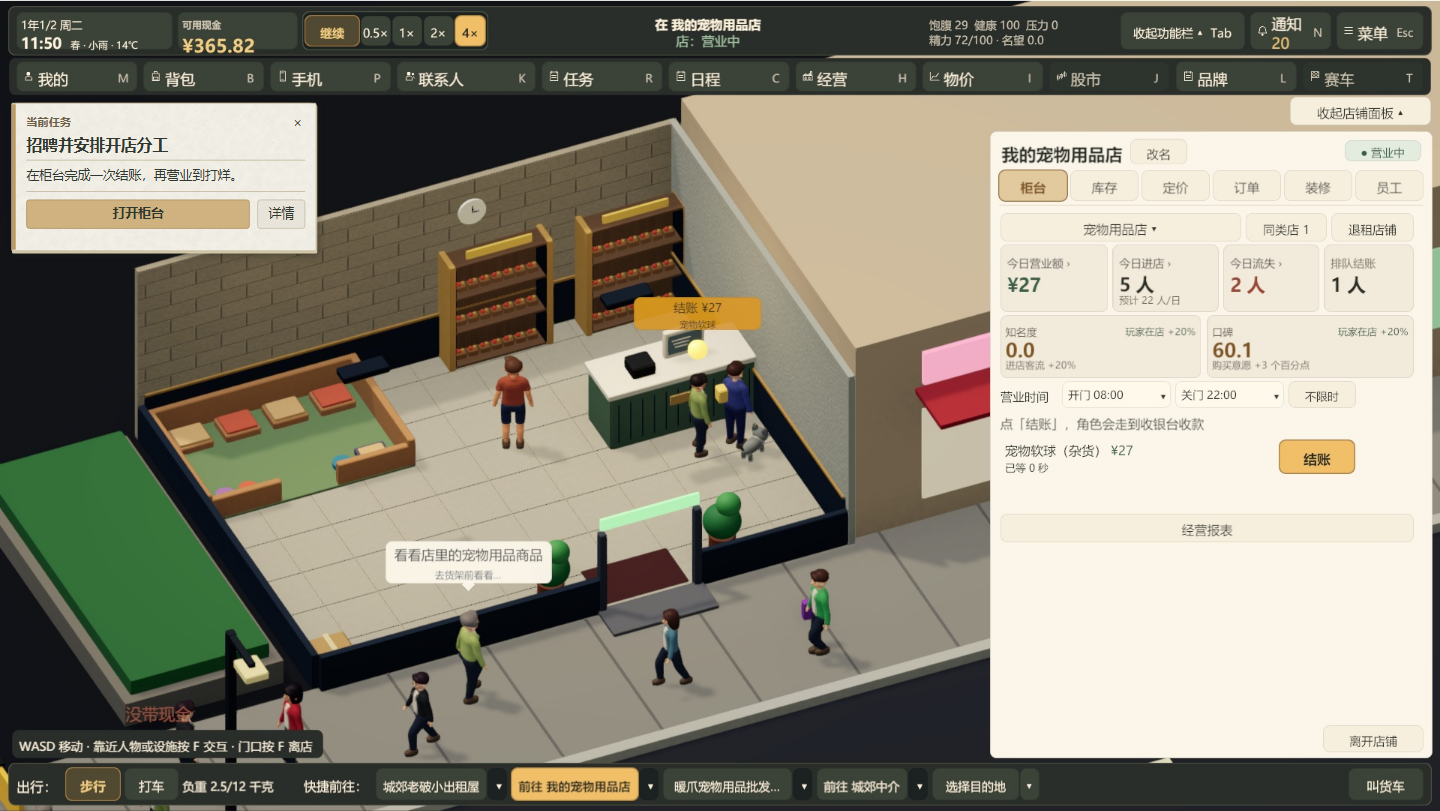 1年1/2 周二
11:50 春 · 小雨 · 14℃
可用现金
¥365.82
继续 0.5× 1× 2× 4×
在 我的宠物用品店
店：营业中
饱腹 29 健康 100 压力 0
精力 72/100 · 名望 0.0
收起功能栏 ▴ Tab
通知 20 N
≡ 菜单 Esc
我的 M
背包 B
手机 P
联系人 K
任务 R
日程 C
经营 H
物价 I
股市 J
品牌 L
赛车 T
当前任务 ×
招聘并安排开店分工
在柜台完成一次结账，再营业到打烊。
打开柜台 详情
收起店铺面板 ▴
我的宠物用品店 改名 ● 营业中
柜台 库存 定价 订单 装修 员工
宠物用品店 ▾ 同类店 1 退租店铺
今日营业额 ›
¥27
今日进店 ›
5 人
预计 22 人/日
今日流失 ›
2 人
排队结账
1 人
知名度 玩家在店 +20%
0.0
进店客流 +20%
口碑 玩家在店 +20%
60.1
购买意愿 +3 个百分点
营业时间 开门 08:00 ▾ 关门 22:00 ▾ 不限时
点「结账」，角色会走到收银台收款
宠物软球（杂货） ¥27
已等 0 秒
结账
经营报表
离开店铺
结账 ¥27
宠物软球
看看店里的宠物用品商品
去货架前看看...
没带现金
WASD 移动 · 靠近人物或设施按 F 交互 · 门口按 F 离店
出行： 步行 打车 负重 2.5/12 千克 快捷前往： 城郊老破小出租屋 ▾ 前往 我的宠物用品店 ▾ 暖爪宠物用品批发... ▾ 前往 城郊中介 ▾ 选择目的地 ▾ 叫货车